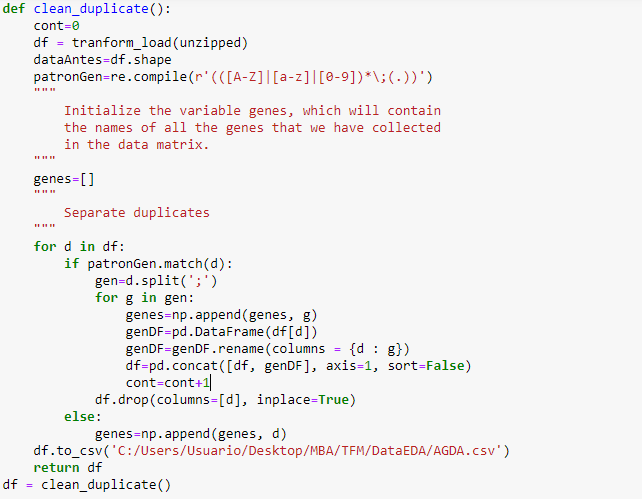 def clean_duplicate():
    cont=0
    df = tranform_load(unzipped)
    dataAntes=df.shape
    patronGen=re.compile(r'(([A-Z]|[a-z]|[0-9])*\;(.))')
    """
        Initialize the variable genes, which will contain
        the names of all the genes that we have collected
        in the data matrix.
    """
    genes=[]
    """
        Separate duplicates
    """
    for d in df:
        if patronGen.match(d):
            gen=d.split(';')
            for g in gen:
                genes=np.append(genes, g)
                genDF=pd.DataFrame(df[d])
                genDF=genDF.rename(columns = {d : g})
                df=pd.concat([df, genDF], axis=1, sort=False)
                cont=cont+1
            df.drop(columns=[d], inplace=True)
        else:
            genes=np.append(genes, d)
    df.to_csv('C:/Users/Usuario/Desktop/MBA/TFM/DataEDA/AGDA.csv')
    return df
df = clean_duplicate()